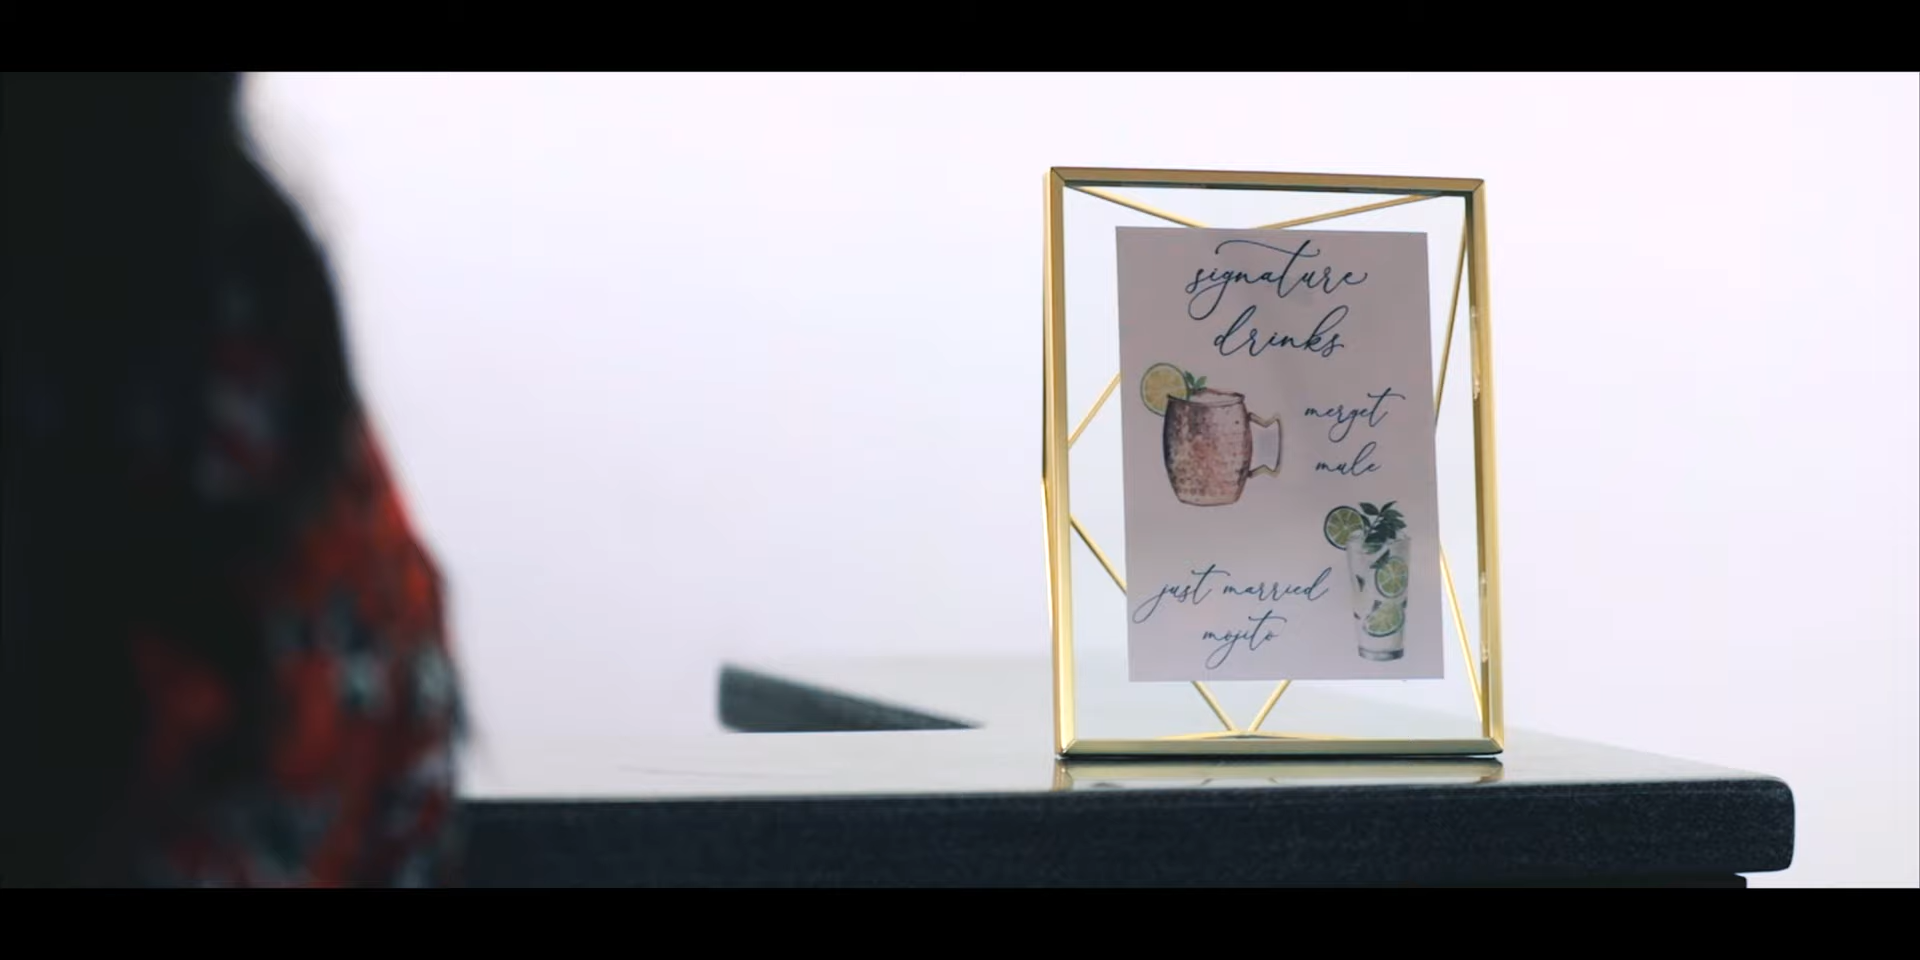 signature
drinks
merget
mule
just married
mojito